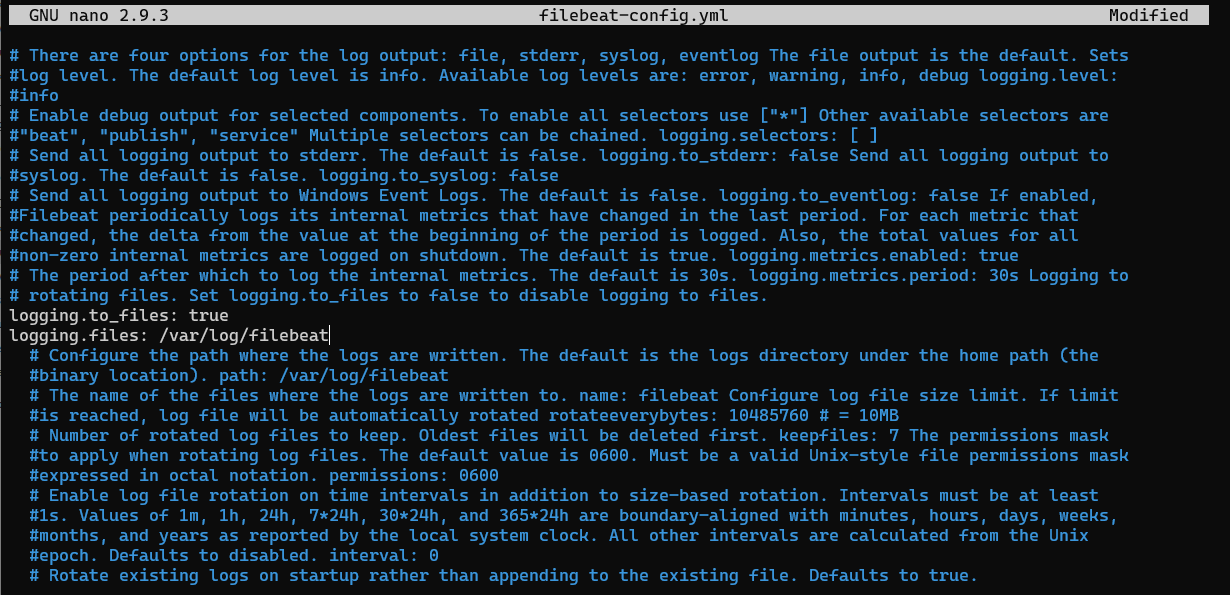 GNU nano 2.9.3 filebeat-config.yml Modified
# There are four options for the log output: file, stderr, syslog, eventlog The file output is the default. Sets
#log level. The default log level is info. Available log levels are: error, warning, info, debug logging.level:
#info
# Enable debug output for selected components. To enable all selectors use ["*"] Other available selectors are
#"beat", "publish", "service" Multiple selectors can be chained. logging.selectors: [ ]
# Send all logging output to stderr. The default is false. logging.to_stderr: false Send all logging output to
#syslog. The default is false. logging.to_syslog: false
# Send all logging output to Windows Event Logs. The default is false. logging.to_eventlog: false If enabled,
#Filebeat periodically logs its internal metrics that have changed in the last period. For each metric that
#changed, the delta from the value at the beginning of the period is logged. Also, the total values for all
#non-zero internal metrics are logged on shutdown. The default is true. logging.metrics.enabled: true
# The period after which to log the internal metrics. The default is 30s. logging.metrics.period: 30s Logging to
# rotating files. Set logging.to_files to false to disable logging to files.
logging.to_files: true
logging.files: /var/log/filebeat
# Configure the path where the logs are written. The default is the logs directory under the home path (the
#binary location). path: /var/log/filebeat
# The name of the files where the logs are written to. name: filebeat Configure log file size limit. If limit
#is reached, log file will be automatically rotated rotateeverybytes: 10485760 # = 10MB
# Number of rotated log files to keep. Oldest files will be deleted first. keepfiles: 7 The permissions mask
#to apply when rotating log files. The default value is 0600. Must be a valid Unix-style file permissions mask
#expressed in octal notation. permissions: 0600
# Enable log file rotation on time intervals in addition to size-based rotation. Intervals must be at least
#1s. Values of 1m, 1h, 24h, 7*24h, 30*24h, and 365*24h are boundary-aligned with minutes, hours, days, weeks,
#months, and years as reported by the local system clock. All other intervals are calculated from the Unix
#epoch. Defaults to disabled. interval: 0
# Rotate existing logs on startup rather than appending to the existing file. Defaults to true.